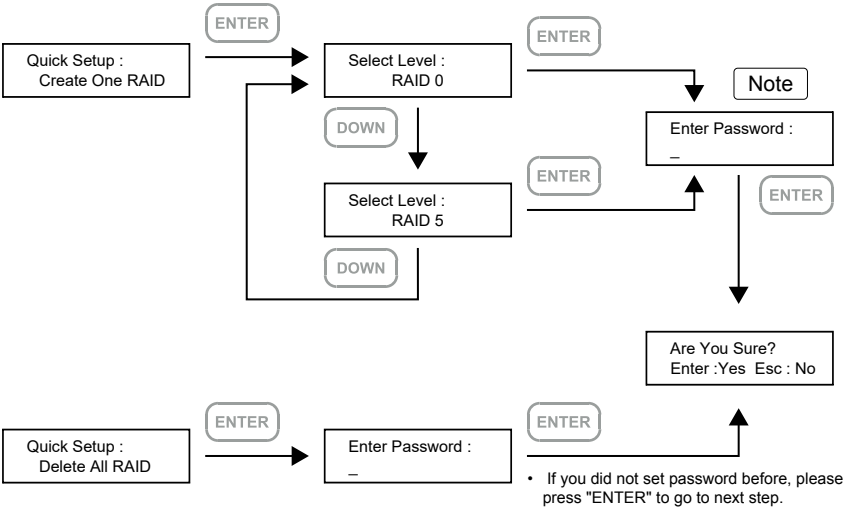 ENTER
Quick Setup :
Create One RAID
Select Level :
RAID 0
ENTER
Note
Enter Password :
_
DOWN
ENTER
ENTER
Select Level :
RAID 5
DOWN
Are You Sure?
Enter :Yes Esc : No
ENTER
ENTER
Quick Setup :
Delete All RAID
Enter Password :
_
• If you did not set password before, please
press "ENTER" to go to next step.